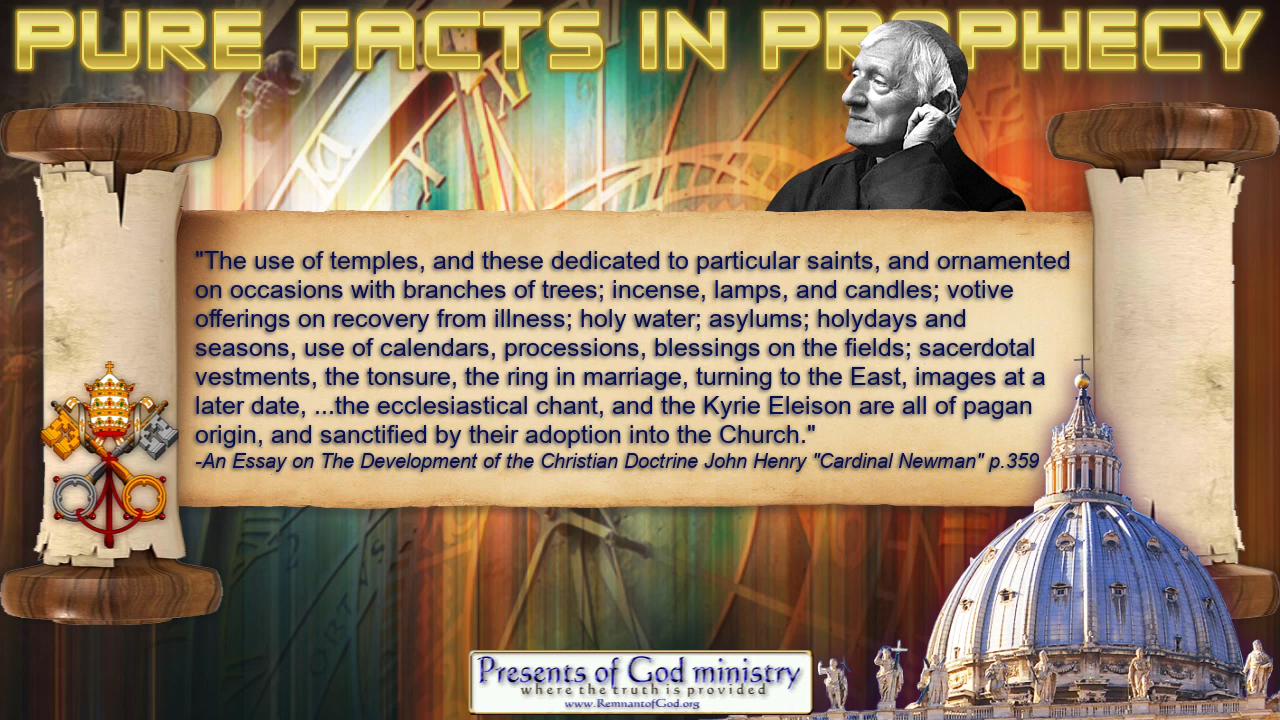 PURE FACTS IN PROPHECY
"The use of temples, and these dedicated to particular saints, and ornamented
on occasions with branches of trees; incense, lamps, and candles; votive
offerings on recovery from illness; holy water; asylums; holydays and
seasons, use of calendars, processions, blessings on the fields; sacerdotal
vestments, the tonsure, the ring in marriage, turning to the East, images at a
later date, ...the ecclesiastical chant, and the Kyrie Eleison are all of pagan
origin, and sanctified by their adoption into the Church."
-An Essay on The Development of the Christian Doctrine John Henry "Cardinal Newman" p.359
Presents of God ministry
where the truth is provided
www.RemnantofGod.org